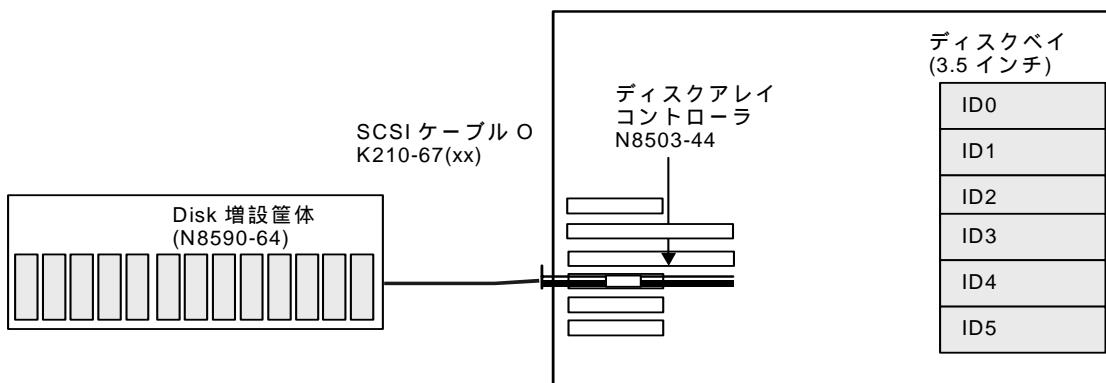 ディスクベイ
(3.5 インチ)
ディスクアレイ
コントローラ
N8503-44
SCSI ケーブル O
K210-67(xx)
Disk 増設筐体
(N8590-64)
ID0
ID1
ID2
ID3
ID4
ID5